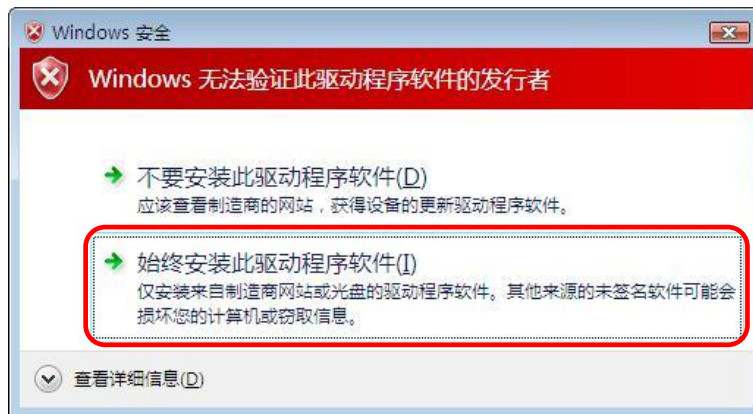 Windows 安全
Windows 无法验证此驱动程序软件的发行者
不要安装此驱动程序软件(D)
应该查看制造商的网站，获得设备的更新驱动程序软件。
始终安装此驱动程序软件(I)
仅安装来自制造商网站或光盘的驱动程序软件。其他来源的未签名软件可能会
损坏您的计算机或窃取信息。
查看详细信息(D)